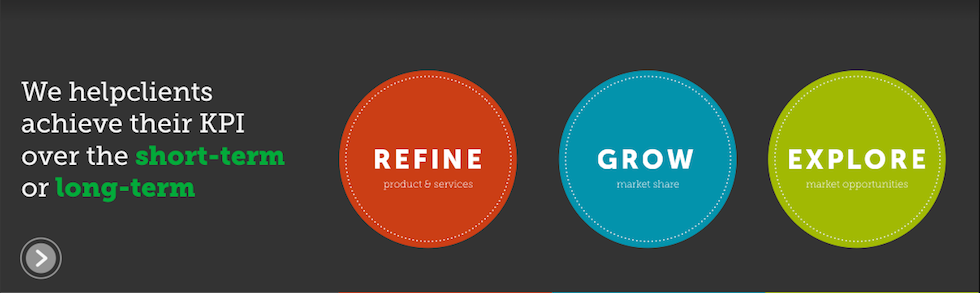 We helpclients
achieve their KPI
over the short-term
or long-term
REFINE
product & services
GROW
market share
EXPLORE
market opportunities